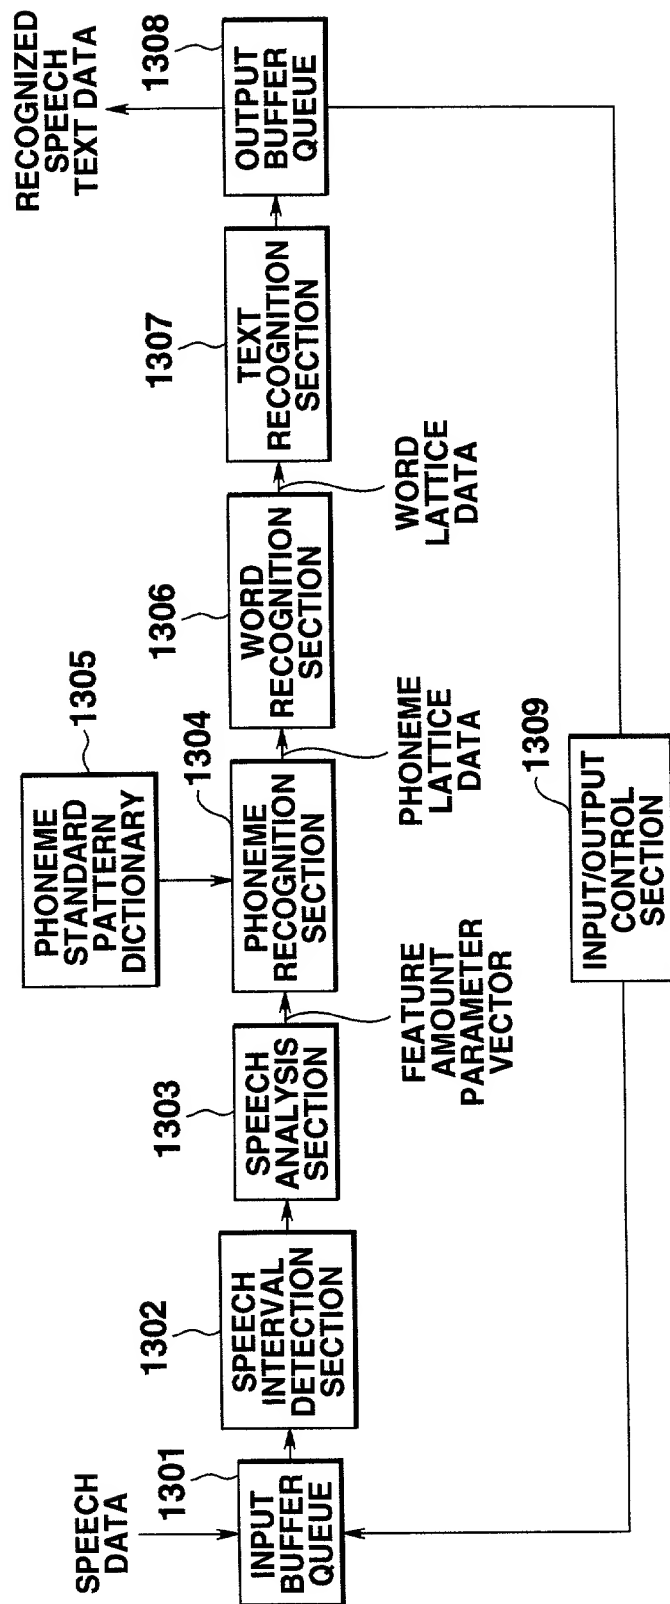 SPEECH
DATA
1301
INPUT
BUFFER
QUEUE
1302
SPEECH
INTERVAL
DETECTION
SECTION
1303
SPEECH
ANALYSIS
SECTION
FEATURE
AMOUNT
PARAMETER
VECTOR
PHONEME
STANDARD
PATTERN
DICTIONARY
1305
1304
PHONEME
RECOGNITION
SECTION
PHONEME
LATTICE
DATA
1306
WORD
RECOGNITION
SECTION
WORD
LATTICE
DATA
1307
TEXT
RECOGNITION
SECTION
RECOGNIZED
SPEECH
TEXT DATA
1308
OUTPUT
BUFFER
QUEUE
1309
INPUT/OUTPUT
CONTROL
SECTION